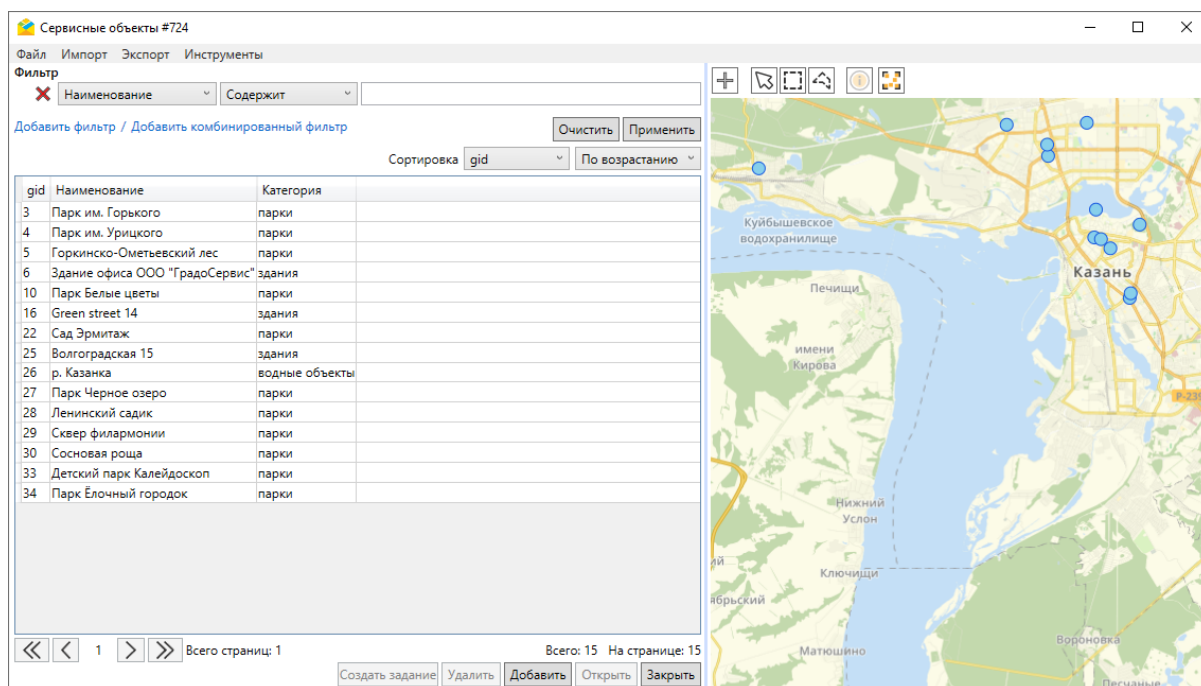 Сервисные объекты #724
Файл Импорт Экспорт Инструменты
Фильтр
Наименование Содержит
Добавить фильтр / Добавить комбинированный фильтр
Очистить Применить
Сортировка gid По возрастанию
gid Наименование Категория
3 Парк им. Горького парки
4 Парк им. Урицкого парки
5 Горкинско-Ометьевский лес парки
6 Здание офиса ООО "ГрадоСервис" здания
10 Парк Белые цветы парки
16 Green street 14 здания
22 Сад Эрмитаж парки
25 Волгоградская 15 здания
26 р. Казанка водные объекты
27 Парк Черное озеро парки
28 Ленинский садик парки
29 Сквер филармонии парки
30 Сосновая роща парки
33 Детский парк Калейдоскоп парки
34 Парк Ёлочный городок парки
1 Всего страниц: 1 Всего: 15 На странице: 15
Создать задание Удалить Добавить Открыть Закрыть
Куйбышевское
водохранилище
Казань
Печищи
имени
Кирова
Р-239
Нижний
Услон
ий
Ключищи
ябрьский
Вороновка
Матюшино
Песчаные